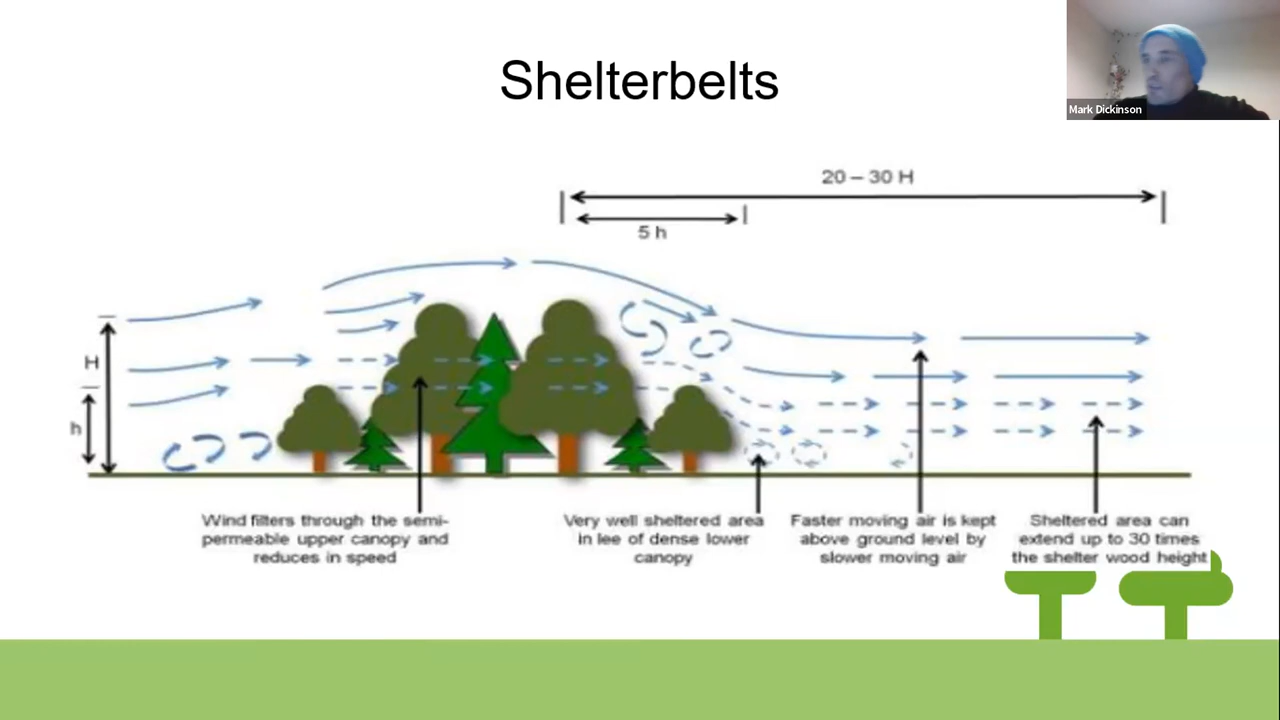 Shelterbelts
Mark Dickinson
20 – 30 H
5 h
H
h
Wind filters through the semi-
permeable upper canopy and
reduces in speed
Very well sheltered area
in lee of dense lower
canopy
Faster moving air is kept
above ground level by
slower moving air
Sheltered area can
extend up to 30 times
the shelter wood height